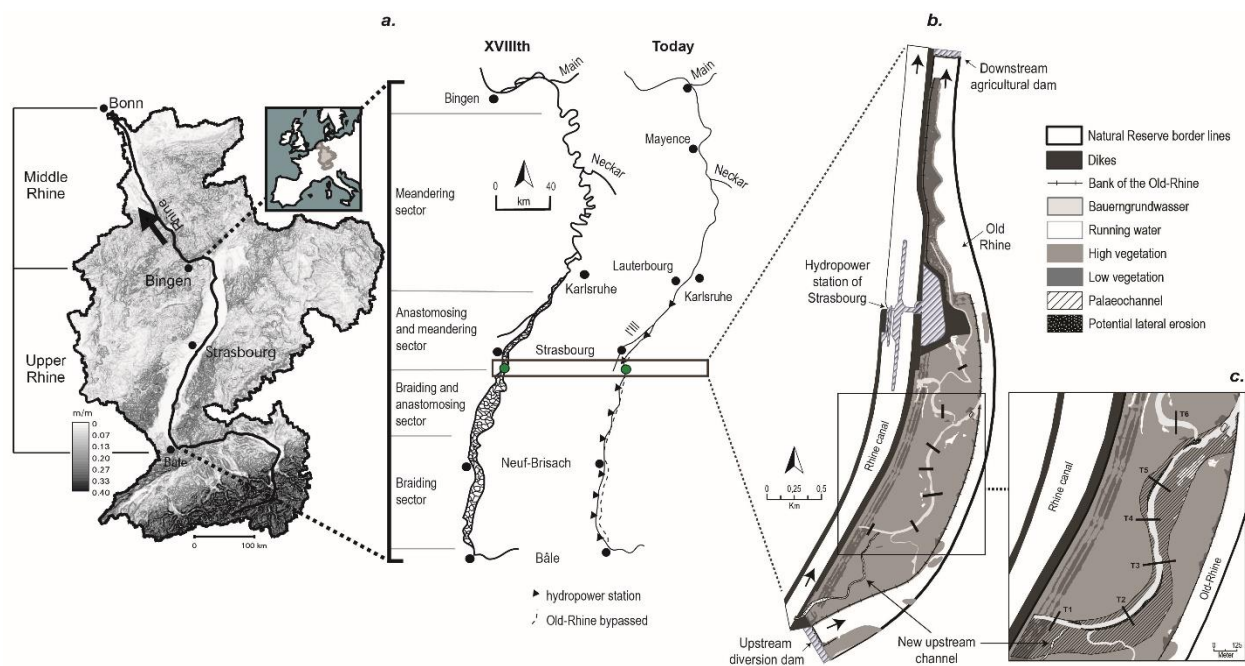 a.
b.
c.
XVIIIth
Today
Bonn
Middle
Rhine
Rhine
Bingen
Strasbourg
Upper
Rhine
m/m
0
0.07
0.13
0.20
0.27
0.33
0.40
Bâle
0 100 km
Main
Bingen
Neckar
0 40
km
Meandering
sector
Karlsruhe
Anastomosing and
meandering
sector
Strasbourg
Braiding and
anastomosing
sector
Neuf-Brisach
Braiding
sector
Bâle
Main
Mayence
Neckar
Lauterbourg
Karlsruhe
l'Ill
hydropower station
Old-Rhine bypassed
Downstream
agricultural dam
Old
Rhine
Hydropower
station of
Strasbourg
Rhine canal
0 0,25 0,5
Km
Upstream
diversion dam
New upstream
channel
Natural Reserve border lines
Dikes
Bank of the Old-Rhine
Bauerngrundwasser
Running water
High vegetation
Low vegetation
Palaeochannel
Potential lateral erosion
Rhine canal
T6
T5
T4
T3
T2
T1
Old-Rhine
0
Meter